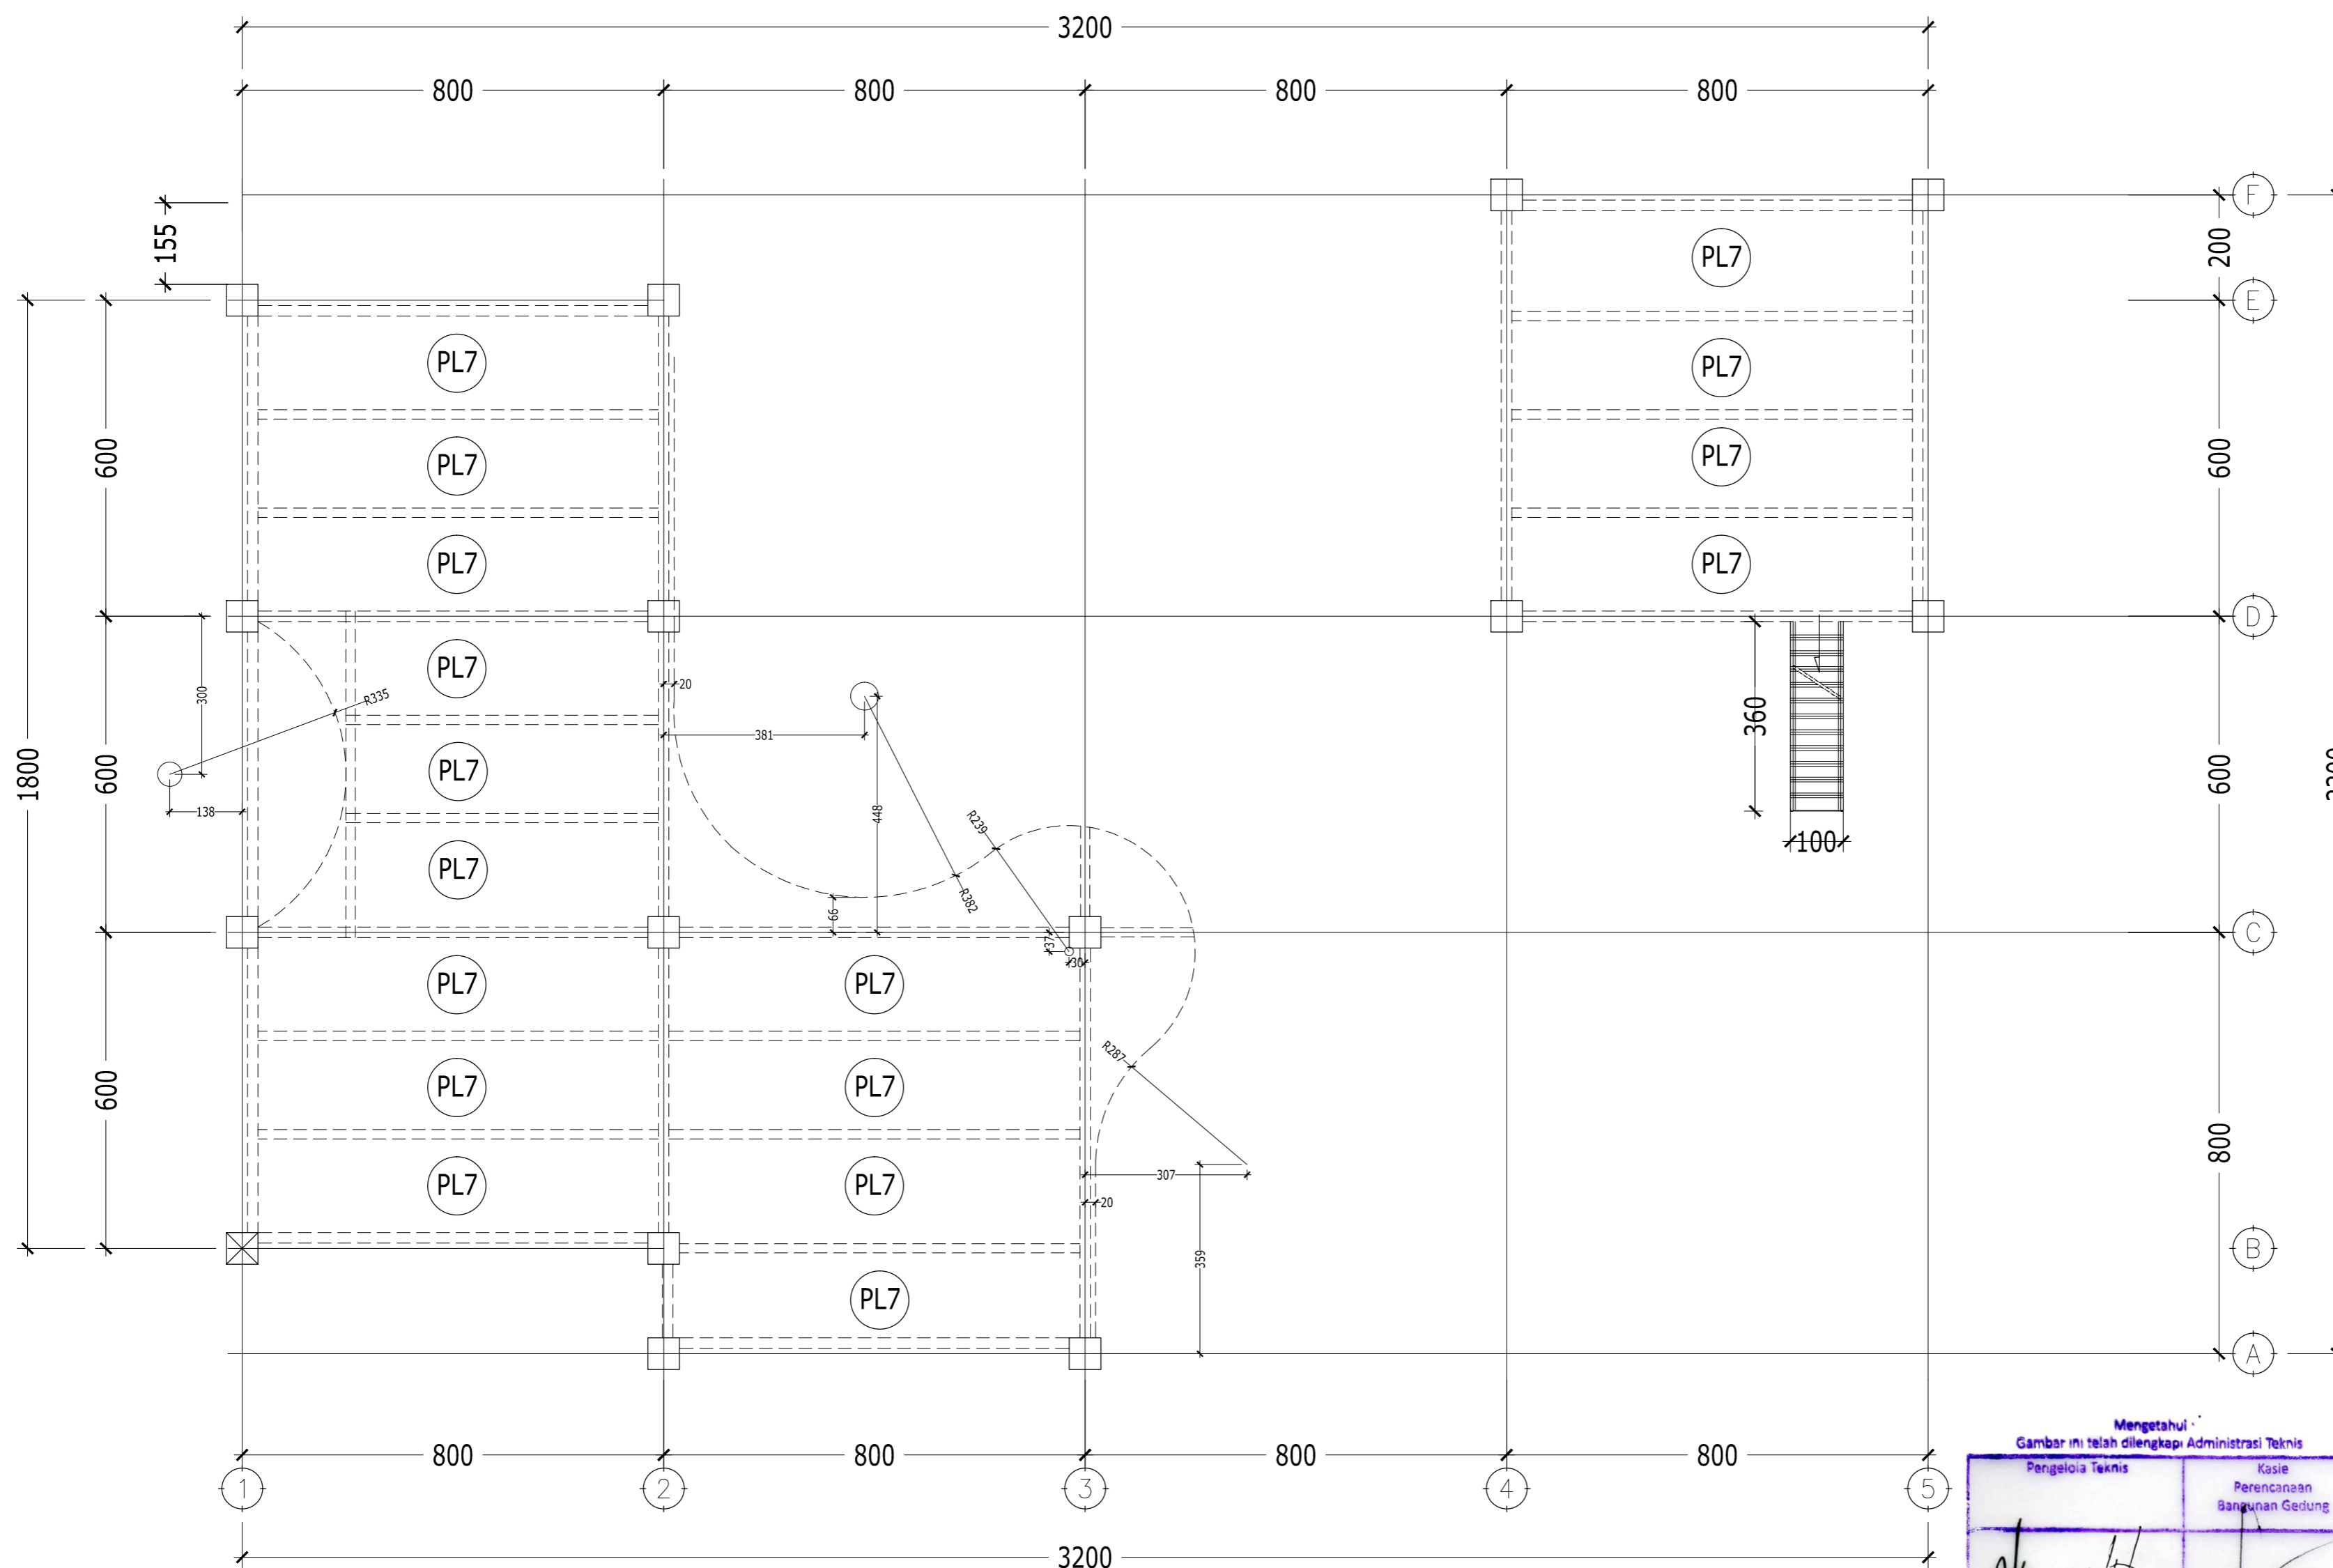 3200
800 800 800 800
F
155
200
E
PL7
PL7
PL7
600
PL7
PL7
600
PL7
PL7
PL7
D
PL7
20
300
R335
360
381
1800
600
PL7
600
138
448
R239
100
PL7
R382
66
C
37
30
PL7
PL7
R287
600
PL7
PL7
800
307
PL7
PL7
20
359
B
PL7
A
Mengetahui
Gambar ini telah dilengkapi Administrasi Teknis
800 800 800 800
Pengelola Teknis
Kasie
Perencanaan
Bangunan Gedung
1 2 3 4 5
3200